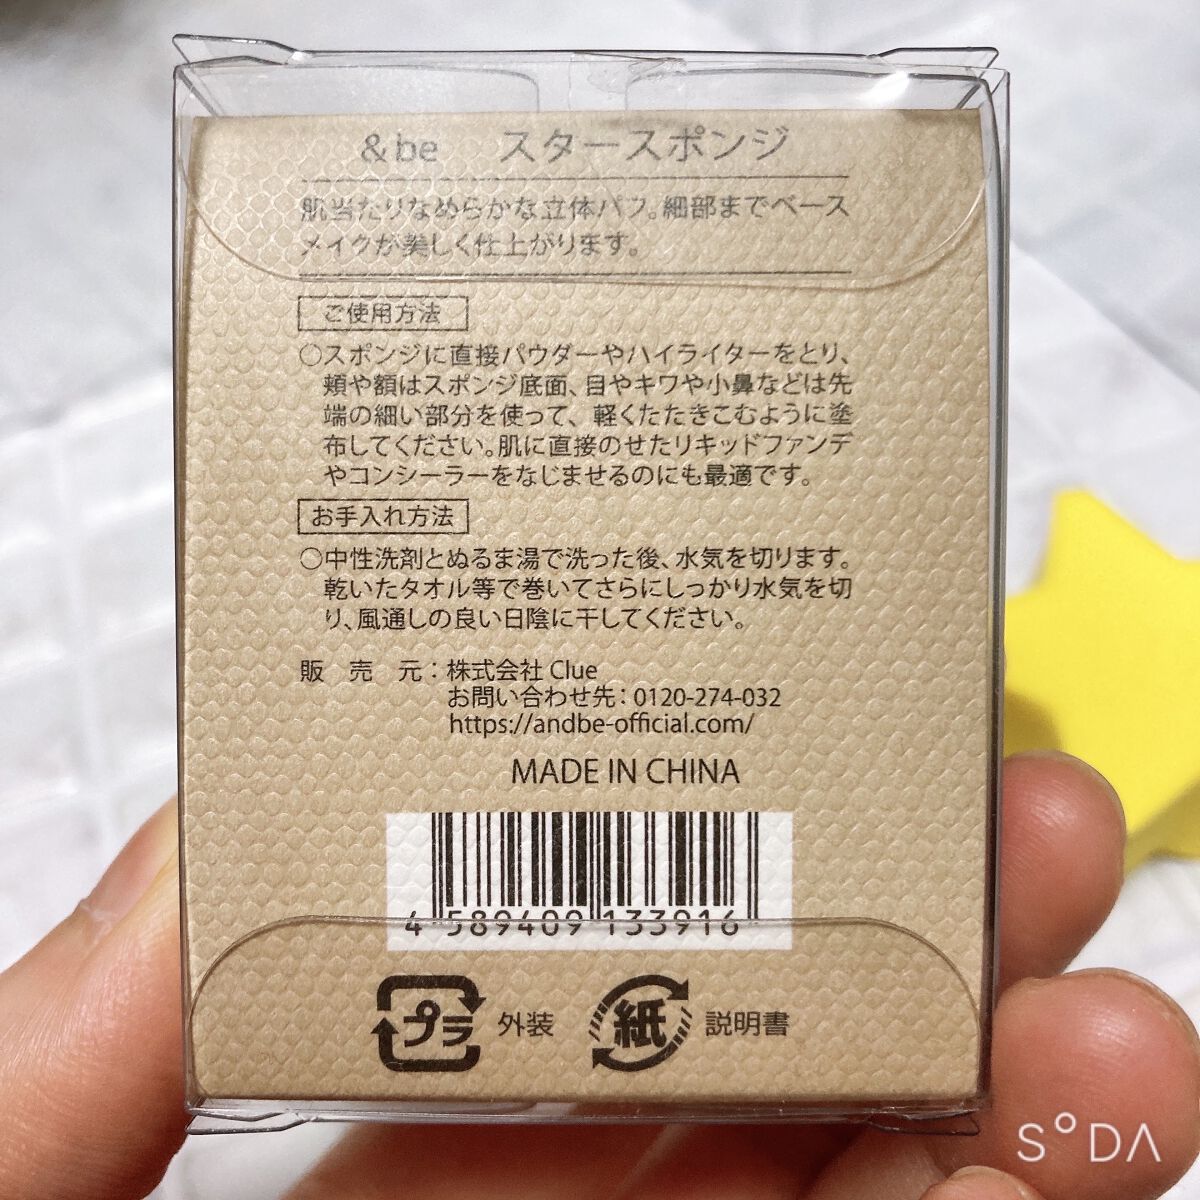 &be スタースポンジ
肌当たりなめらかな立体パフ。細部までベース
メイクが美しく仕上がります。
ご使用方法
○スポンジに直接パウダーやハイライターをとり、
頬や額はスポンジ底面、目やキワや小鼻などは先
端の細い部分を使って、軽くたたきこむように塗
布してください。肌に直接のせたリキッドファンデ
やコンシーラーをなじませるのにも最適です。
お手入れ方法
○中性洗剤とぬるま湯で洗った後、水気を切ります。
乾いたタオル等で巻いてさらにしっかり水気を切
り、風通しの良い日陰に干してください。
販売元：株式会社 Clue
お問い合わせ先：0120-274-032
https://andbe-official.com/
MADE IN CHINA
4 589409 133916
プラ 外装 紙 説明書
SODA